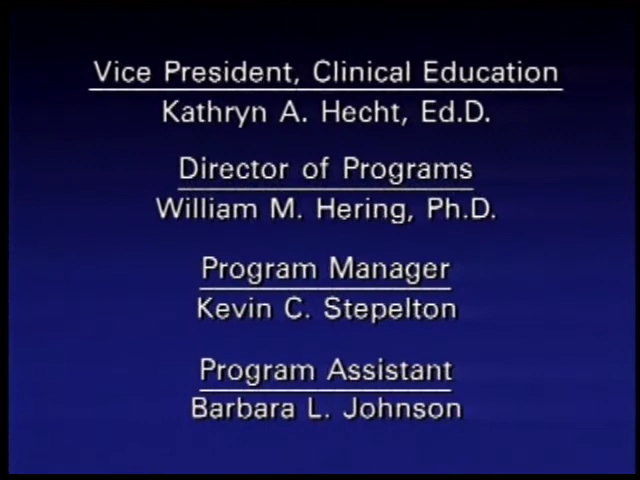 Vice President, Clinical Education
Kathryn A. Hecht, Ed.D.
Director of Programs
William M. Hering, Ph.D.
Program Manager
Kevin C. Stepelton
Program Assistant
Barbara L. Johnson